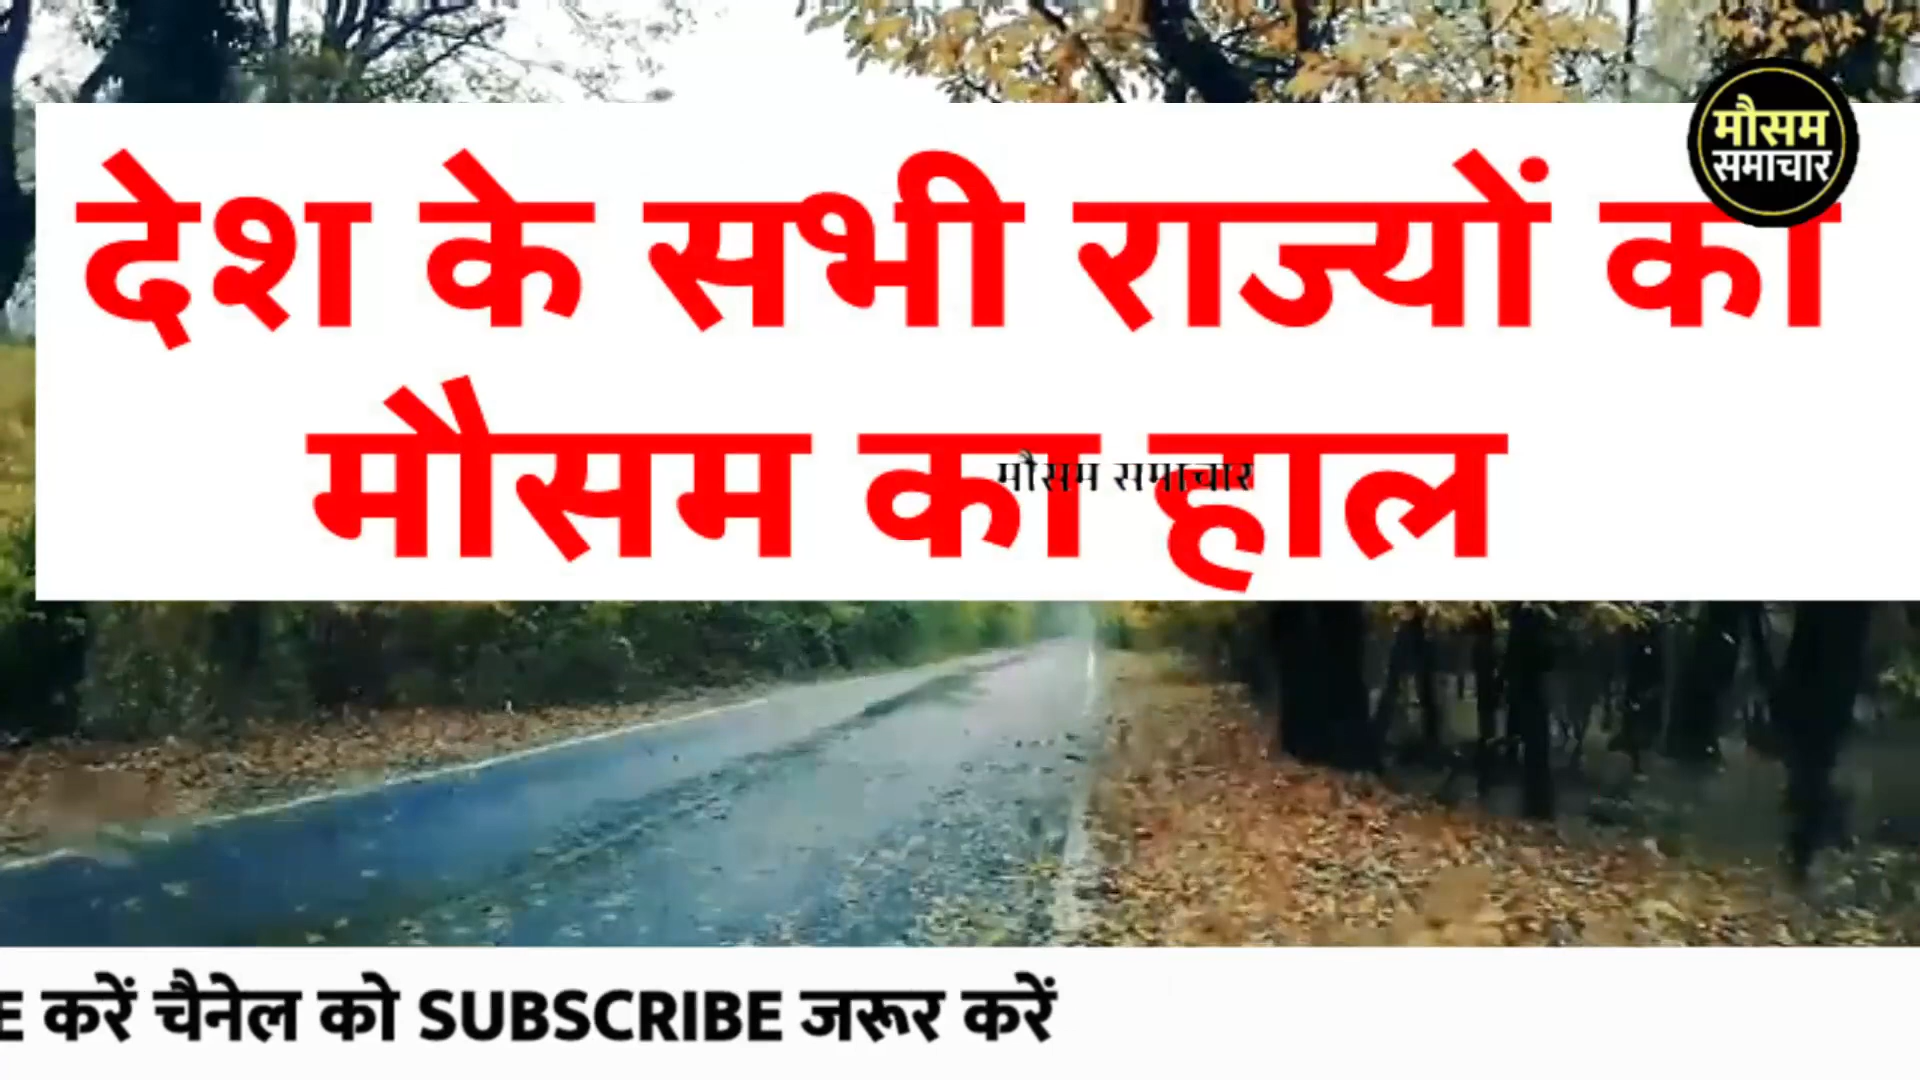 मौसम
समाचार
देश के सभी राज्यों का
मौसम का हाल
मौसम समाचार
E करें चैनेल को SUBSCRIBE जरूर करें